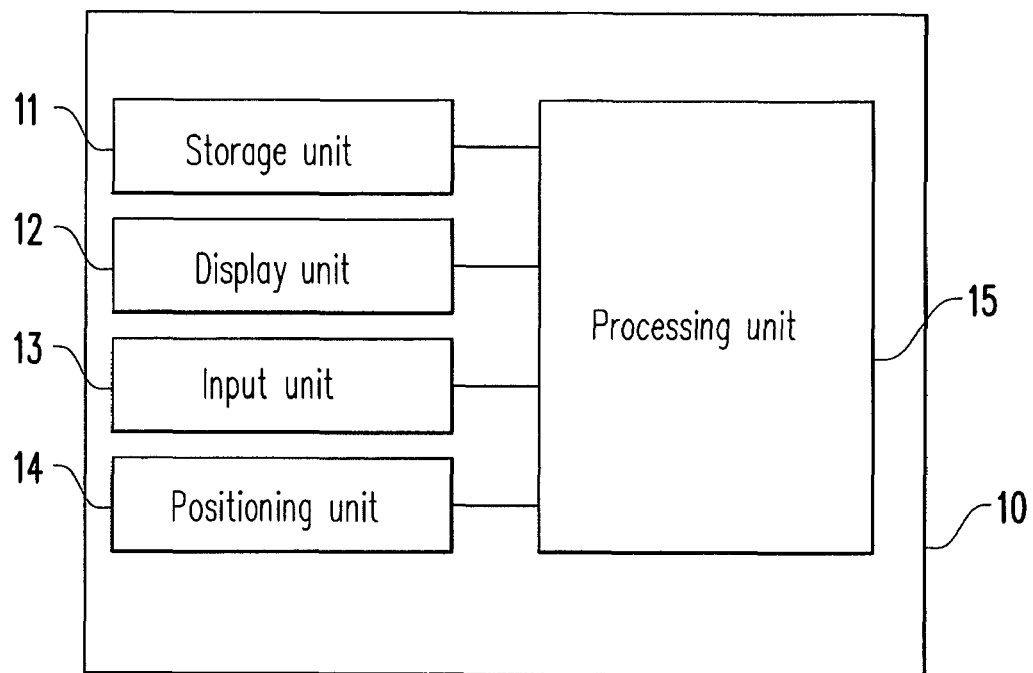 11
Storage unit
12
Display unit
13
Input unit
14
Positioning unit
Processing unit
15
10